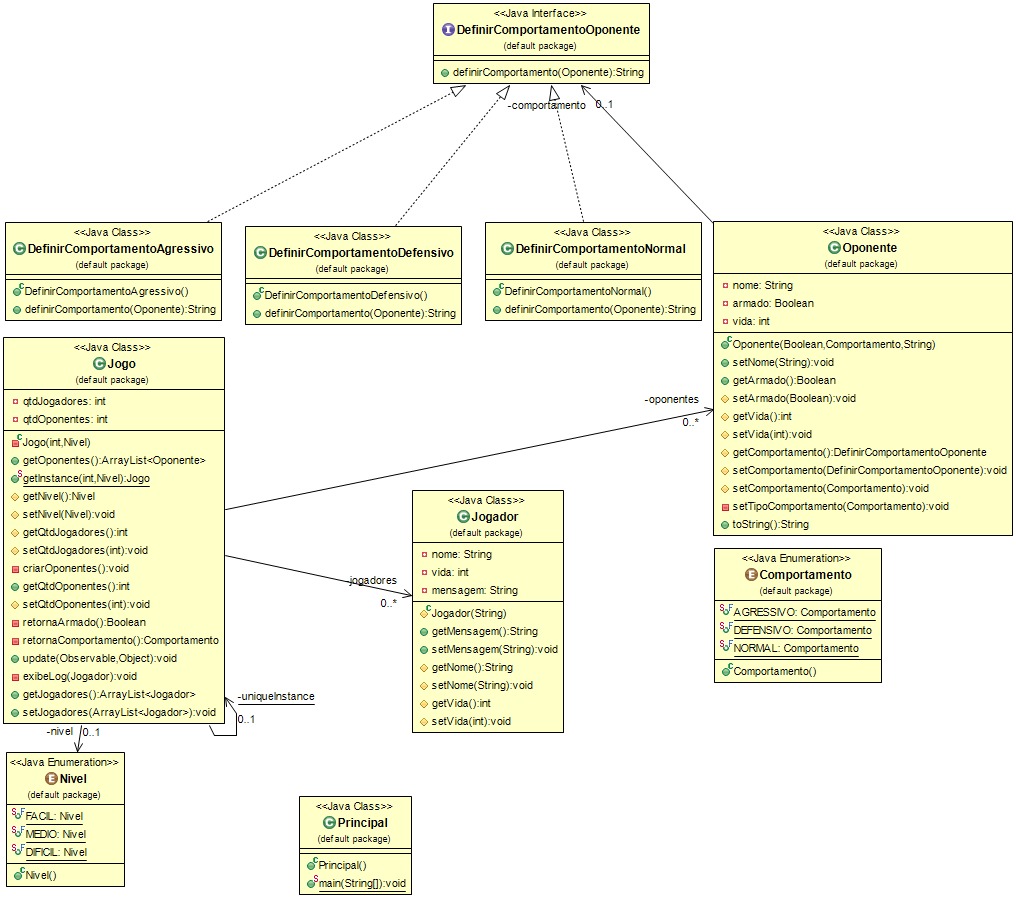 <<Java Interface>>
DefinirComportamentoOponente
(default package)
definirComportamento(Oponente):String
-comportamento 0..1
<<Java Class>>
DefinirComportamentoAgressivo
(default package)
DefinirComportamentoAgressivo()
definirComportamento(Oponente):String
<<Java Class>>
DefinirComportamentoDefensivo
(default package)
DefinirComportamentoDefensivo()
definirComportamento(Oponente):String
<<Java Class>>
DefinirComportamentoNormal
(default package)
DefinirComportamentoNormal()
definirComportamento(Oponente):String
<<Java Class>>
Oponente
(default package)
nome: String
armado: Boolean
vida: int
Oponente(Boolean,Comportamento,String)
setNome(String):void
getArmado():Boolean
setArmado(Boolean):void
getVida():int
setVida(int):void
getComportamento():DefinirComportamentoOponente
setComportamento(DefinirComportamentoOponente):void
setComportamento(Comportamento):void
setTipoComportamento(Comportamento):void
toString():String
<<Java Class>>
Jogo
(default package)
qtdJogadores: int
qtdOponentes: int
Jogo(int,Nivel)
getOponentes():ArrayList<Oponente>
getInstance(int,Nivel):Jogo
getNivel():Nivel
setNivel(Nivel):void
getQtdJogadores():int
setQtdJogadores(int):void
criarOponentes():void
getQtdOponentes():int
setQtdOponentes(int):void
retornaArmado():Boolean
retornaComportamento():Comportamento
update(Observable,Object):void
exibeLog(Jogador):void
getJogadores():ArrayList<Jogador>
setJogadores(ArrayList<Jogador>):void
-oponentes
0..*
-jogadores
0..*
-uniqueInstance
0..1
-nivel 0..1
<<Java Class>>
Jogador
(default package)
nome: String
vida: int
mensagem: String
Jogador(String)
getMensagem():String
setMensagem(String):void
getNome():String
setNome(String):void
getVida():int
setVida(int):void
<<Java Enumeration>>
Comportamento
(default package)
AGRESSIVO: Comportamento
DEFENSIVO: Comportamento
NORMAL: Comportamento
Comportamento()
<<Java Enumeration>>
Nivel
(default package)
FACIL: Nivel
MEDIO: Nivel
DIFICIL: Nivel
Nivel()
<<Java Class>>
Principal
(default package)
Principal()
main(String[]):void